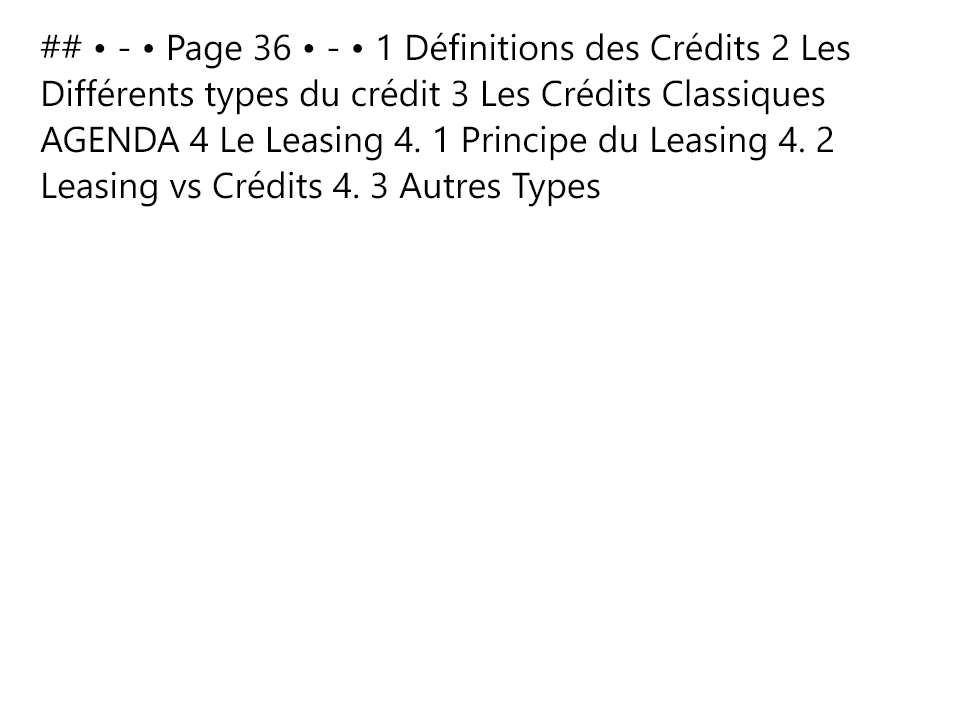 ## • - • Page 36 • - • 1 Définitions des Crédits 2 Les
Différents types du crédit 3 Les Crédits Classiques
AGENDA 4 Le Leasing 4. 1 Principe du Leasing 4. 2
Leasing vs Crédits 4. 3 Autres Types